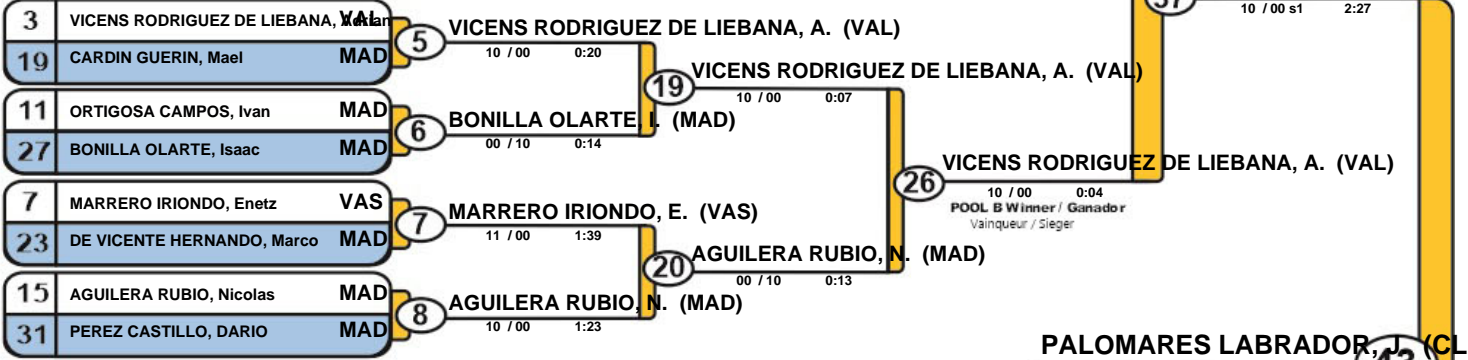 37
10 / 00 s1 2:27
3 VICENS RODRIGUEZ DE LIEBANA, Adrian VAL
19 CARDIN GUERIN, Mael MAD
5
VICENS RODRIGUEZ DE LIEBANA, A. (VAL)
10 / 00 0:20
19
VICENS RODRIGUEZ DE LIEBANA, A. (VAL)
10 / 00 0:07
11 ORTIGOSA CAMPOS, Ivan MAD
27 BONILLA OLARTE, Isaac MAD
6
BONILLA OLARTE, I. (MAD)
00 / 10 0:14
26
VICENS RODRIGUEZ DE LIEBANA, A. (VAL)
10 / 00 0:04
POOL B Winner / Ganador
Vainqueur / Sieger
7 MARRERO IRIONDO, Enetz VAS
23 DE VICENTE HERNANDO, Marco MAD
7
MARRERO IRIONDO, E. (VAS)
11 / 00 1:39
20
AGUILERA RUBIO, N. (MAD)
00 / 10 0:13
15 AGUILERA RUBIO, Nicolas MAD
31 PEREZ CASTILLO, DARIO MAD
8
AGUILERA RUBIO, N. (MAD)
10 / 00 1:23
PALOMARES LABRADOR, J. (CL
43